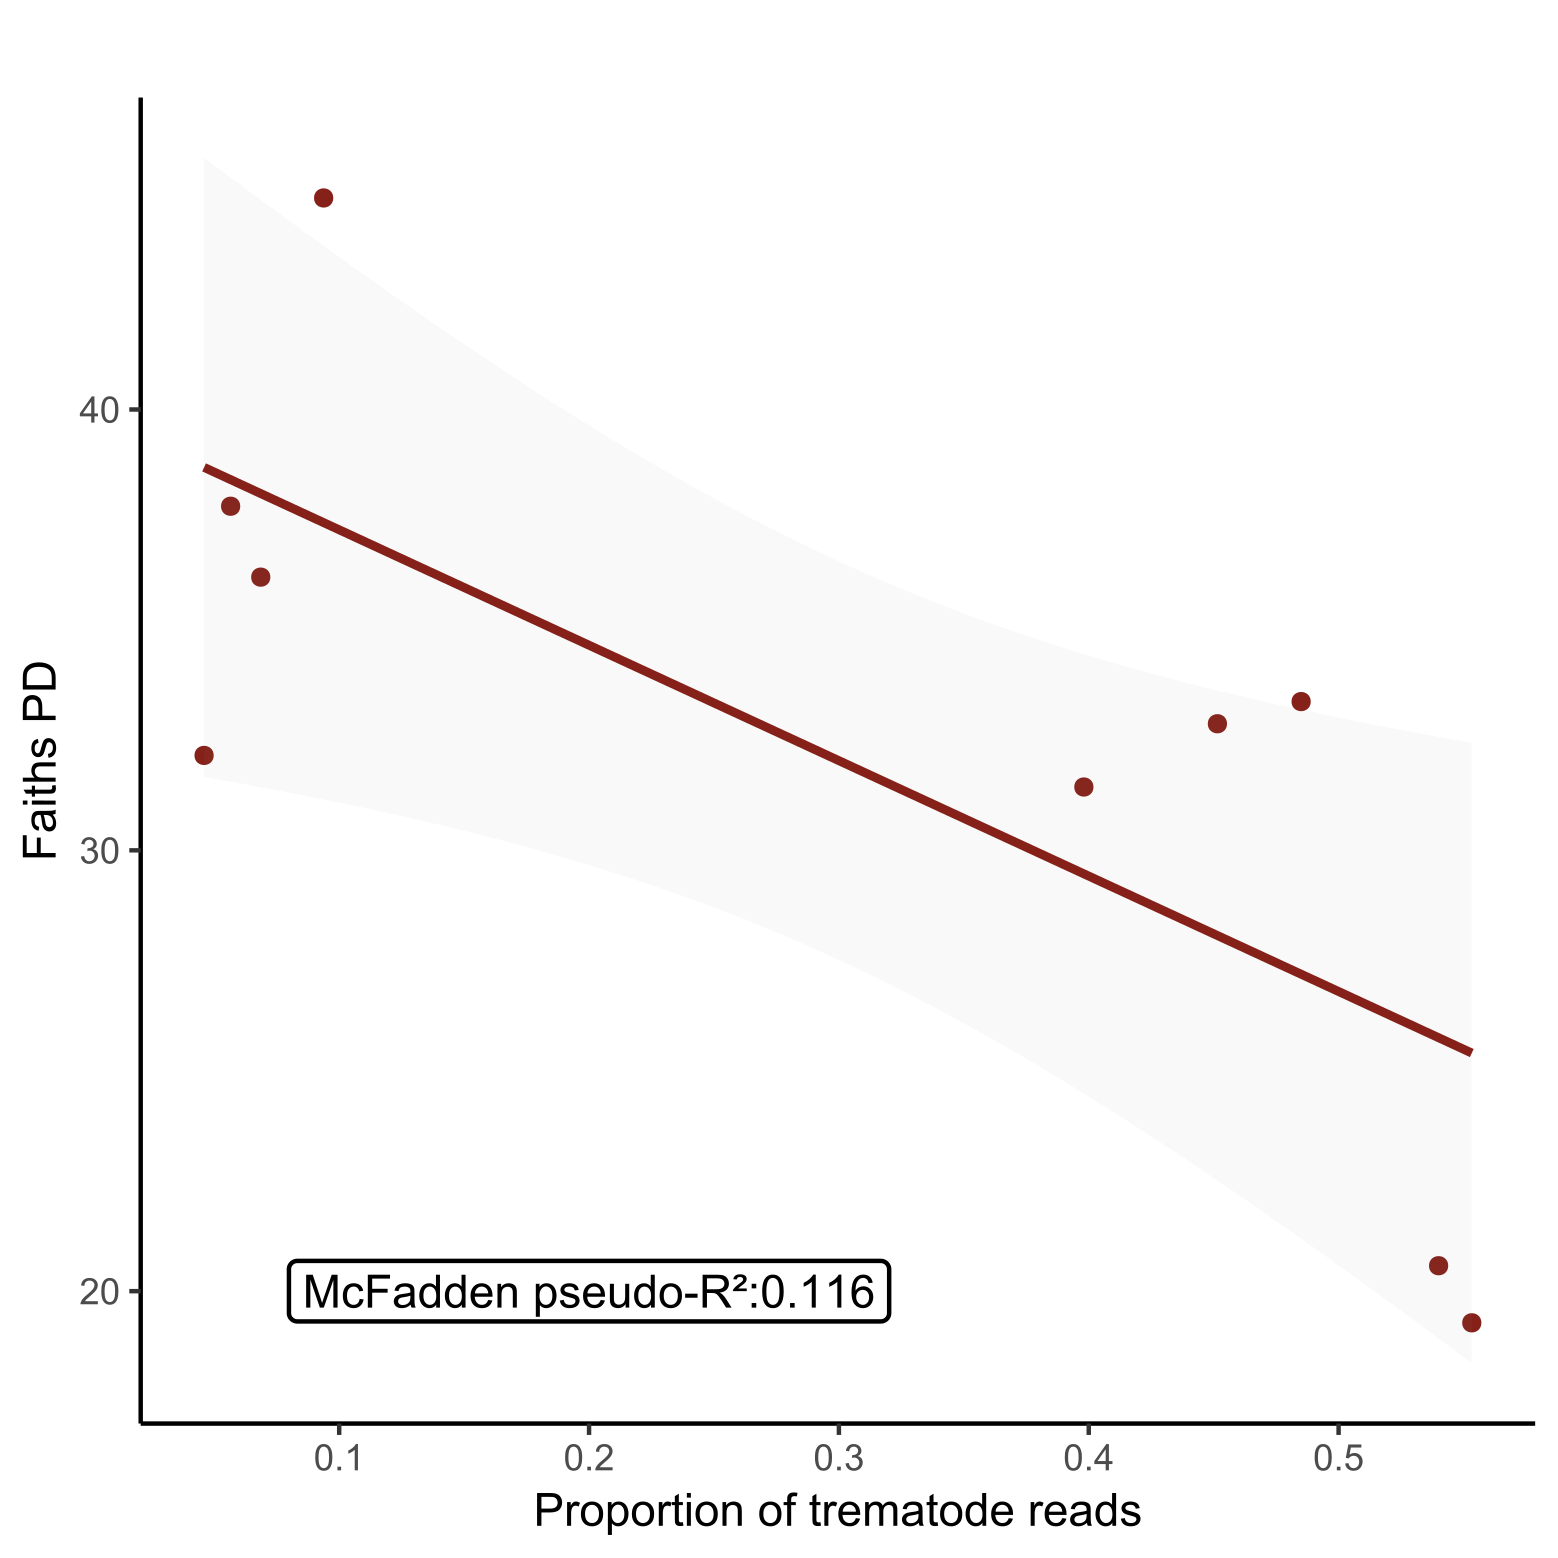 40
30
20
Faiths PD
McFadden pseudo-R²:0.116
0.1 0.2 0.3 0.4 0.5
Proportion of trematode reads